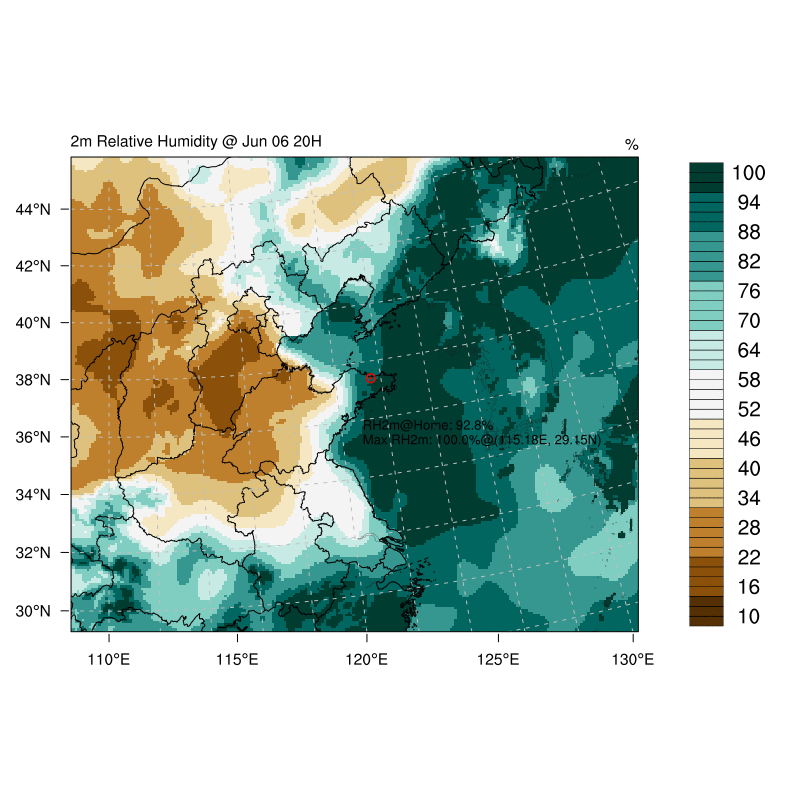 2m Relative Humidity @ Jun 06 20H
%
100
94
88
82
76
70
64
58
52
46
40
34
28
22
16
10
44°N
42°N
40°N
38°N
36°N
34°N
32°N
30°N
RH2m@Home: 92.8%
Max RH2m: 100.0%@(115.18E, 29.15N)
110°E 115°E 120°E 125°E 130°E